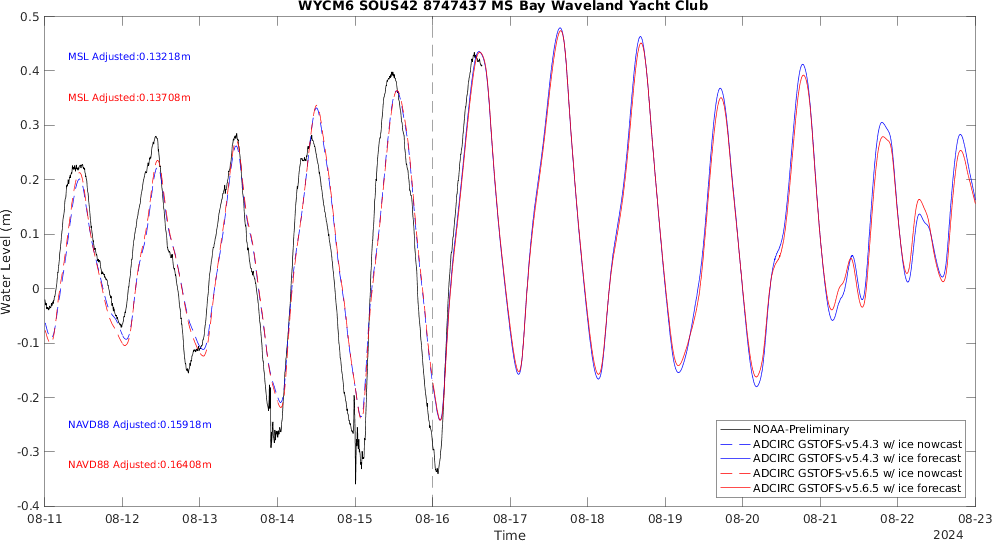 WYCM6 SOUS42 8747437 MS Bay Waveland Yacht Club
Water Level (m)
0.5
0.4
0.3
0.2
0.1
0
-0.1
-0.2
-0.3
-0.4
MSL Adjusted:0.13218m
MSL Adjusted:0.13708m
NAVD88 Adjusted:0.15918m
NAVD88 Adjusted:0.16408m
NOAA-Preliminary
ADCIRC GSTOFS-v5.4.3 w/ ice nowcast
ADCIRC GSTOFS-v5.4.3 w/ ice forecast
ADCIRC GSTOFS-v5.6.5 w/ ice nowcast
ADCIRC GSTOFS-v5.6.5 w/ ice forecast
08-11 08-12 08-13 08-14 08-15 08-16 08-17 08-18 08-19 08-20 08-21 08-22 08-23
Time
2024